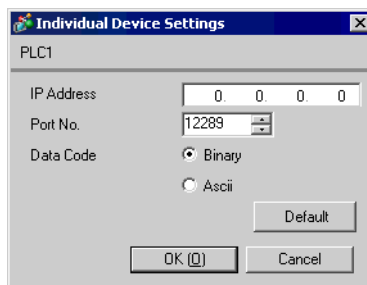 Individual Device Settings
PLC1
IP Address 0. 0. 0. 0
Port No. 12289
Data Code Binary
Ascii
Default
OK (O) Cancel